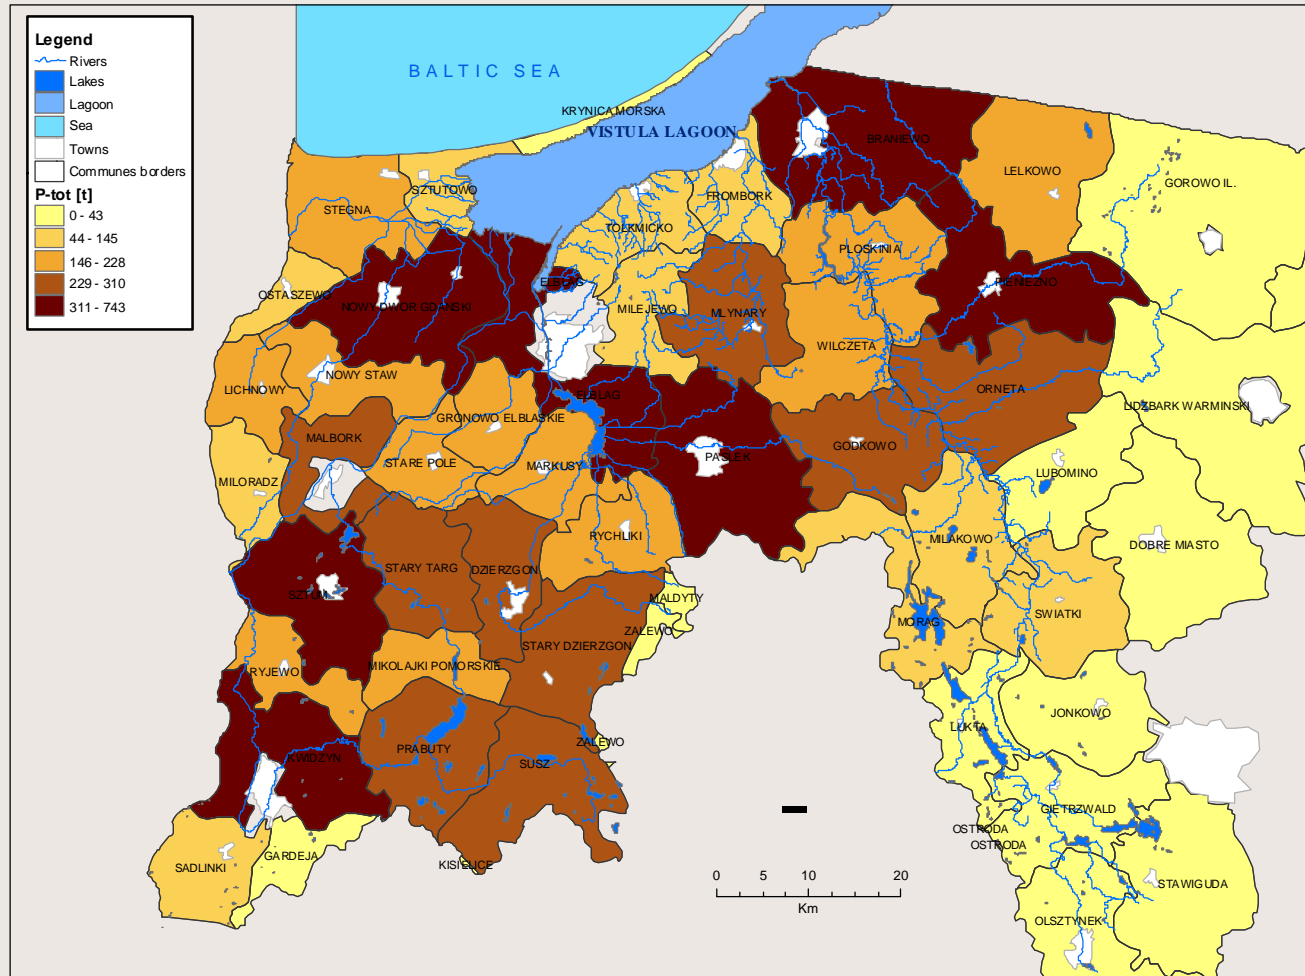 Legend
Rivers
Lakes
Lagoon
Sea
Towns
Communes borders
P-tot [t]
0 - 43
44 - 145
146 - 228
229 - 310
311 - 743
BALTIC SEA
KRYNICA MORSKA
VISTULA LAGOON
BRANIEWO
LELKOWO
GOROWO IL.
SZTUTOWO
STEGNA
FROMBORK
TOLKMICKO
PLOSKINIA
OSTASZEWO
NOWY DWOR GDANSKI
ELBLAG
PIENIEZNO
MILEJEWO
MLYNARY
WILCZETA
NOWY STAW
LICHNOWY
ORNETA
ELBLAG
LIDZBARK WARMINSKI
GRONOWO ELBLASKIE
MALBORK
GODKOWO
PASLEK
STARE POLE
MARKUSY
LUBOMINO
MILORADZ
RYCHLIKI
MILAKOWO
DOBRE MIASTO
STARY TARG
DZIERZGON
SZTUM
MALDYTY
SWIATKI
MORAG
ZALEWO
STARY DZIERZGON
RYJEWO
MIKOLAJKI POMORSKIE
JONKOWO
LUKTA
ZALEWO
PRABUTY
KWIDZYN
SUSZ
GIETRZWALD
OSTRODA
OSTRODA
GARDEJA
KISIELICE
SADLINKI
STAWIGUDA
0 5 10 20
Km
OLSZTYNEK